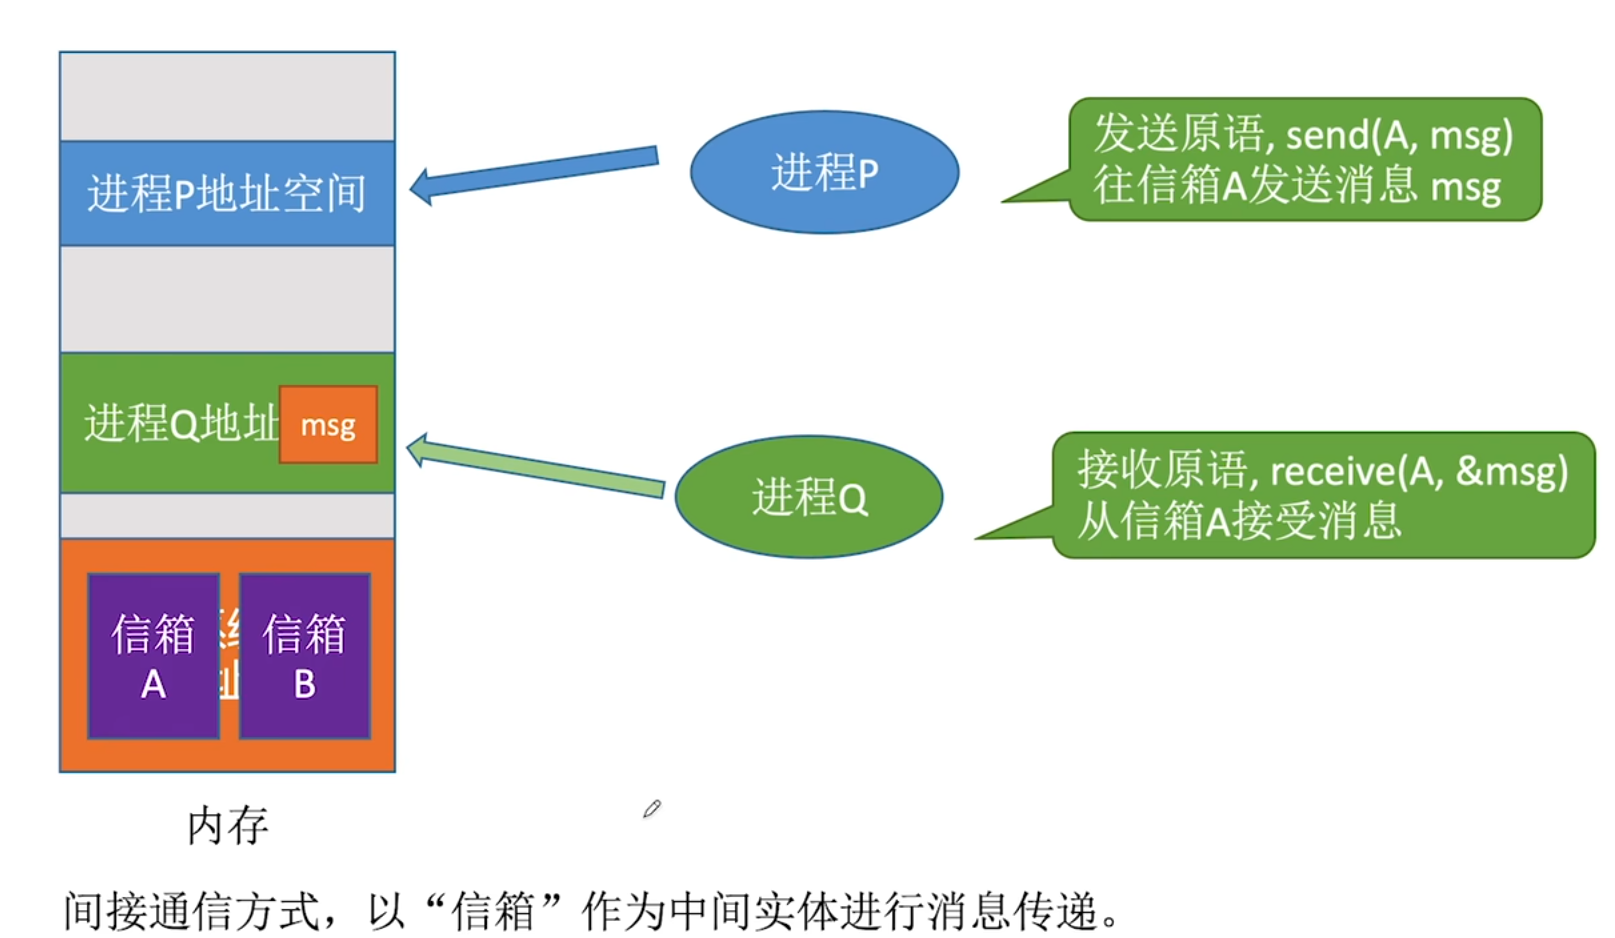 进程P地址空间
进程P
发送原语, send(A, msg)
往信箱A发送消息 msg
进程Q地址
msg
进程Q
接收原语, receive(A, &msg)
从信箱A接受消息
信箱
A
信箱
B
内存
间接通信方式，以“信箱”作为中间实体进行消息传递。